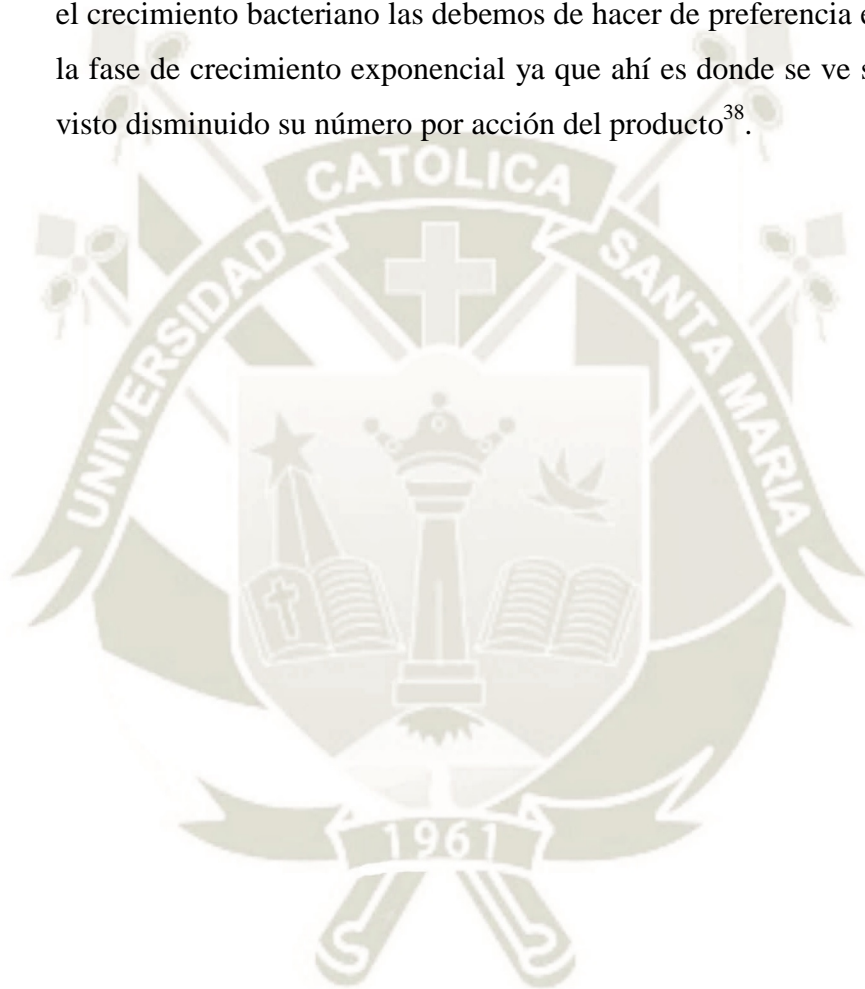 el crecimiento bacteriano las debemos de hacer de preferencia
la fase de crecimiento exponencial ya que ahí es donde se ve
visto disminuido su número por acción del producto³⁸.
UNIVERSIDAD CATOLICA SANTA MARIA
1961